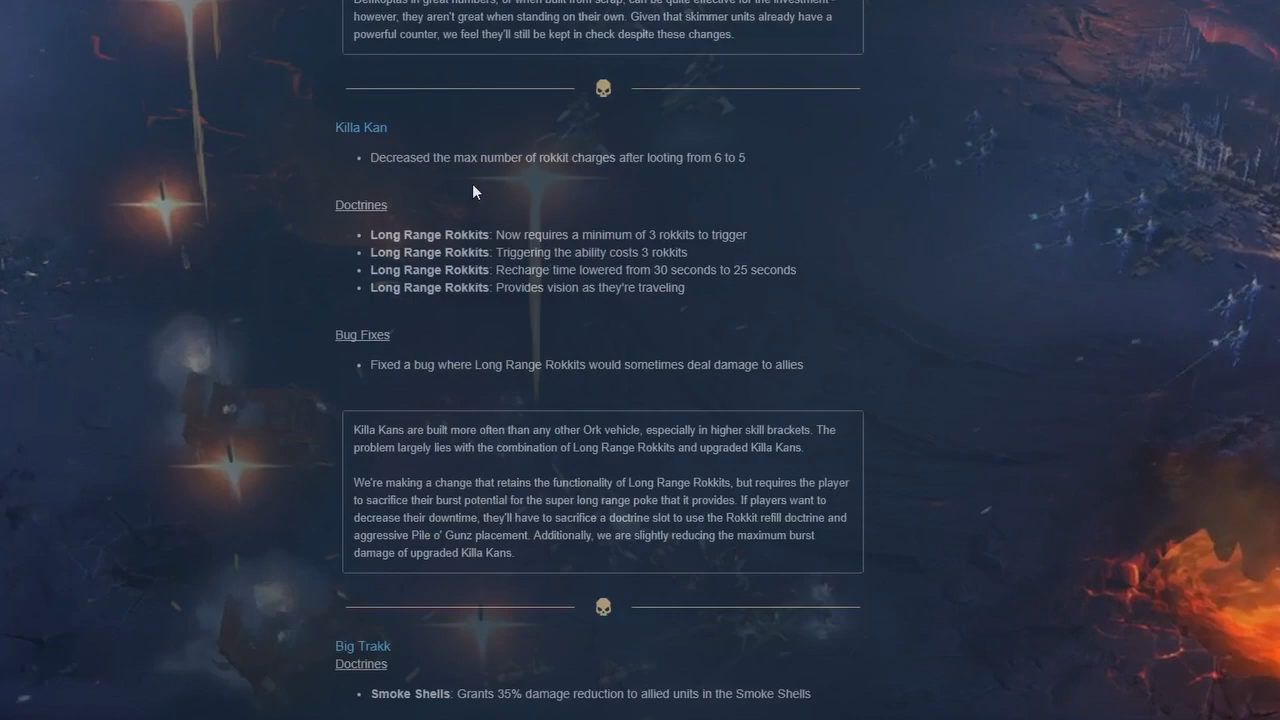 Deffkoptas in great numbers, or when built from scrap, can be quite effective for the investment -
however, they aren't great when standing on their own. Given that skimmer units already have a
powerful counter, we feel they'll still be kept in check despite these changes.
Killa Kan
• Decreased the max number of rokkit charges after looting from 6 to 5
Doctrines
• Long Range Rokkits: Now requires a minimum of 3 rokkits to trigger
• Long Range Rokkits: Triggering the ability costs 3 rokkits
• Long Range Rokkits: Recharge time lowered from 30 seconds to 25 seconds
• Long Range Rokkits: Provides vision as they're traveling
Bug Fixes
• Fixed a bug where Long Range Rokkits would sometimes deal damage to allies
Killa Kans are built more often than any other Ork vehicle, especially in higher skill brackets. The
problem largely lies with the combination of Long Range Rokkits and upgraded Killa Kans.
We're making a change that retains the functionality of Long Range Rokkits, but requires the player
to sacrifice their burst potential for the super long range poke that it provides. If players want to
decrease their downtime, they'll have to sacrifice a doctrine slot to use the Rokkit refill doctrine and
aggressive Pile o' Gunz placement. Additionally, we are slightly reducing the maximum burst
damage of upgraded Killa Kans.
Big Trakk
Doctrines
• Smoke Shells: Grants 35% damage reduction to allied units in the Smoke Shells